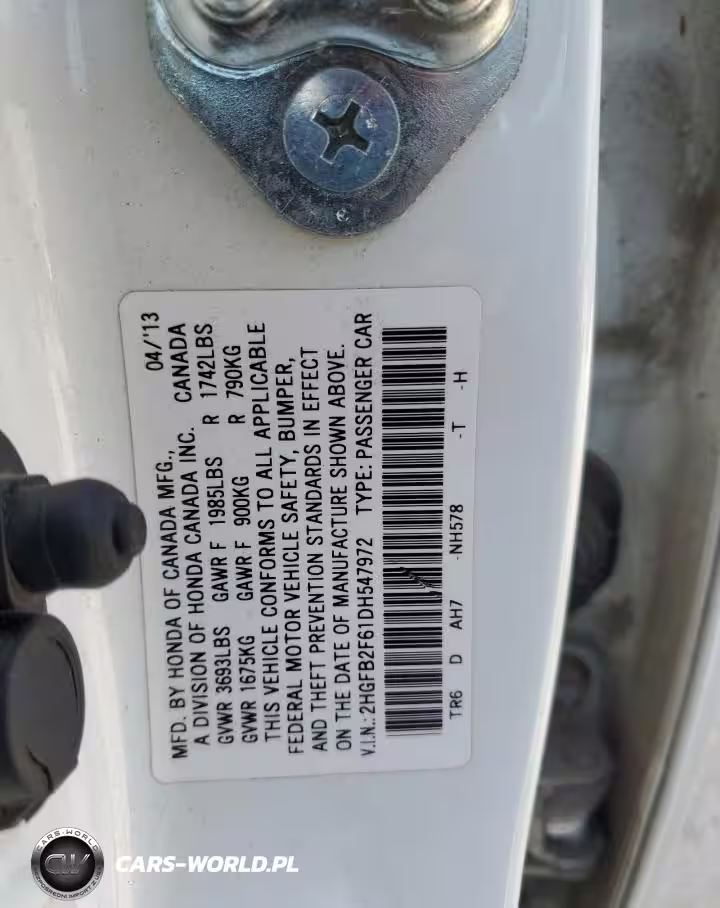 MFD. BY HONDA OF CANADA MFG., 04/'13
A DIVISION OF HONDA CANADA INC. CANADA
GVWR 3693LBS GAWR F 1985LBS R 1742LBS
GVWR 1675KG GAWR F 900KG R 790KG
THIS VEHICLE CONFORMS TO ALL APPLICABLE
FEDERAL MOTOR VEHICLE SAFETY, BUMPER,
AND THEFT PREVENTION STANDARDS IN EFFECT
ON THE DATE OF MANUFACTURE SHOWN ABOVE.
V.I.N.: 2HGFB2F61DH547972 TYPE: PASSENGER CAR
TR6 D AH7 -NH578 -T -H
CARS-WORLD
CW
CARS-WORLD.PL